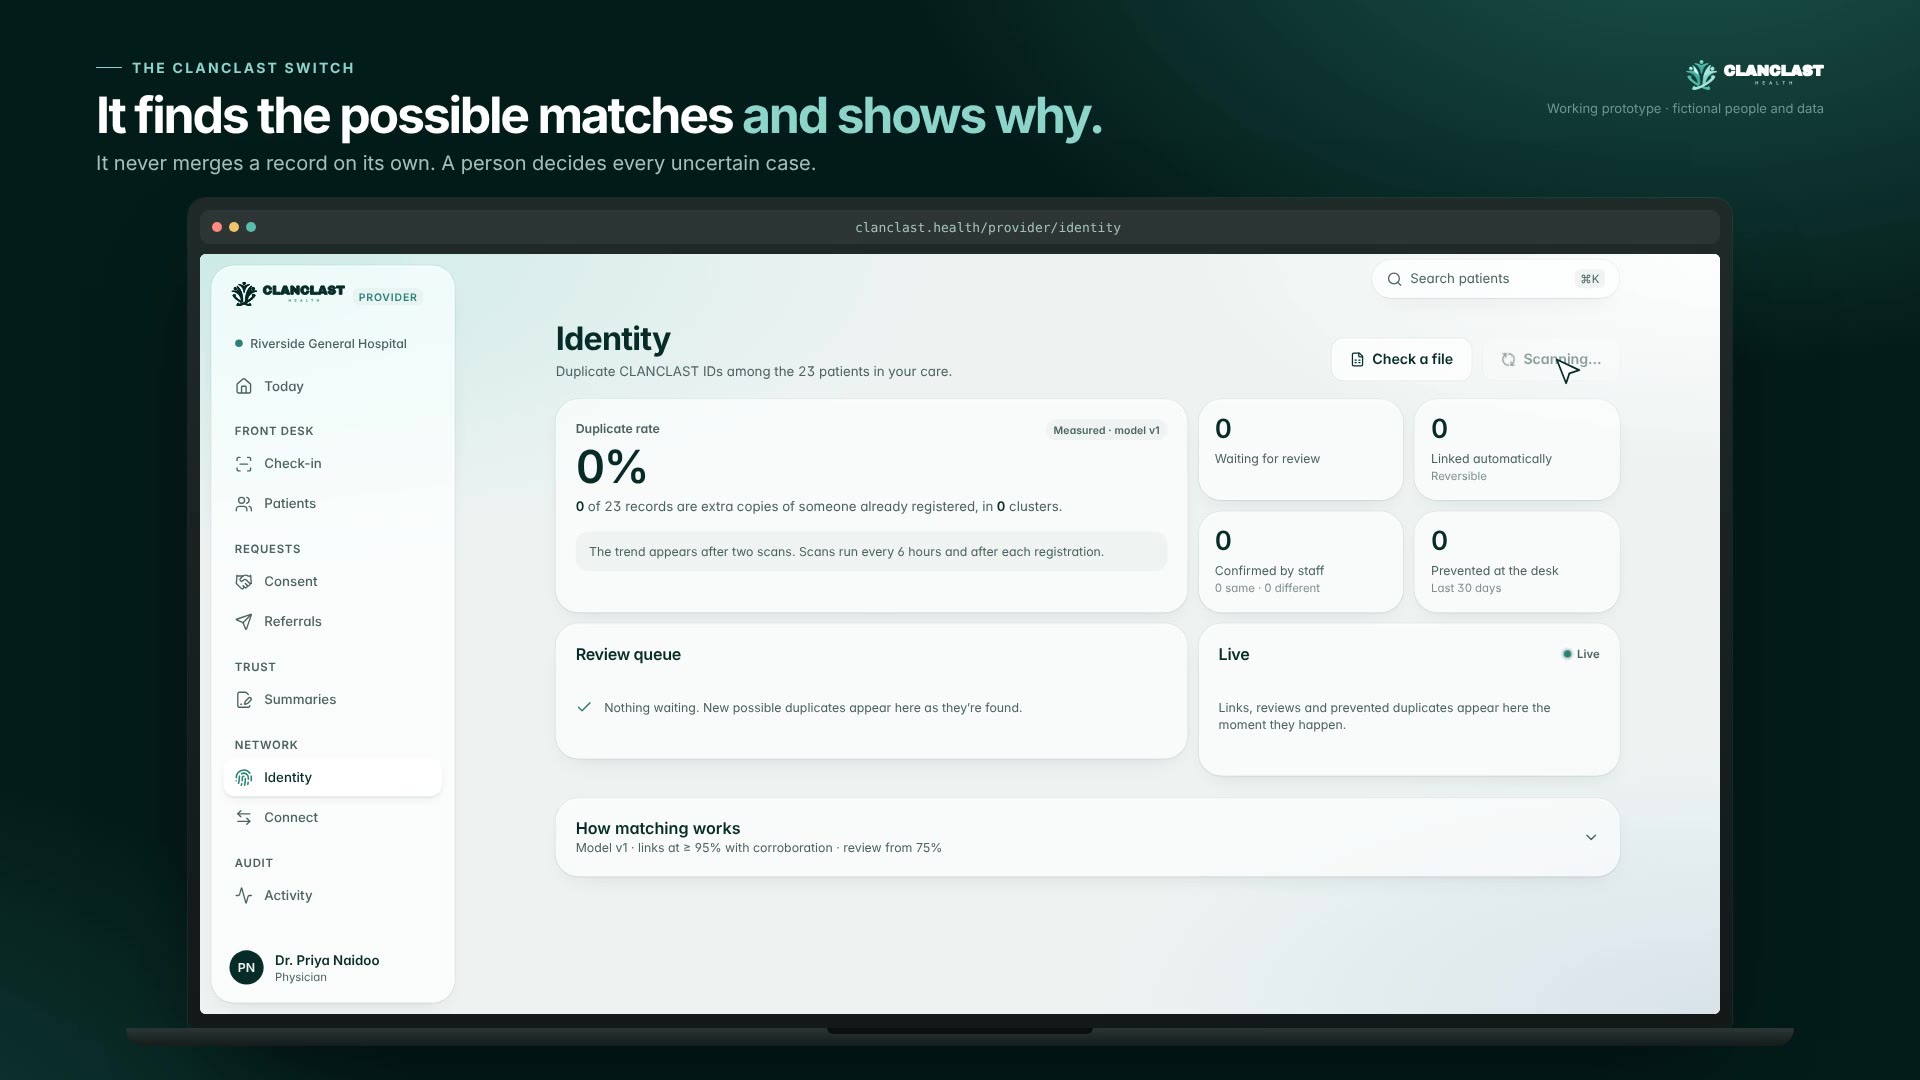 THE CLANCLAST SWITCH
It finds the possible matches and shows why.
It never merges a record on its own. A person decides every uncertain case.
CLANCLAST
HEALTH
Working prototype · fictional people and data
clanclast.health/provider/identity
CLANCLAST
HEALTH
PROVIDER
Riverside General Hospital
Today
FRONT DESK
Check-in
Patients
REQUESTS
Consent
Referrals
TRUST
Summaries
NETWORK
Identity
Connect
AUDIT
Activity
PN
Dr. Priya Naidoo
Physician
Search patients
⌘K
Identity
Duplicate CLANCLAST IDs among the 23 patients in your care.
Check a file
Scanning...
Duplicate rate
Measured · model v1
0%
0 of 23 records are extra copies of someone already registered, in 0 clusters.
The trend appears after two scans. Scans run every 6 hours and after each registration.
0
Waiting for review
0
Linked automatically
Reversible
0
Confirmed by staff
0 same · 0 different
0
Prevented at the desk
Last 30 days
Review queue
Nothing waiting. New possible duplicates appear here as they’re found.
Live
Live
Links, reviews and prevented duplicates appear here the
moment they happen.
How matching works
Model v1 · links at ≥ 95% with corroboration · review from 75%